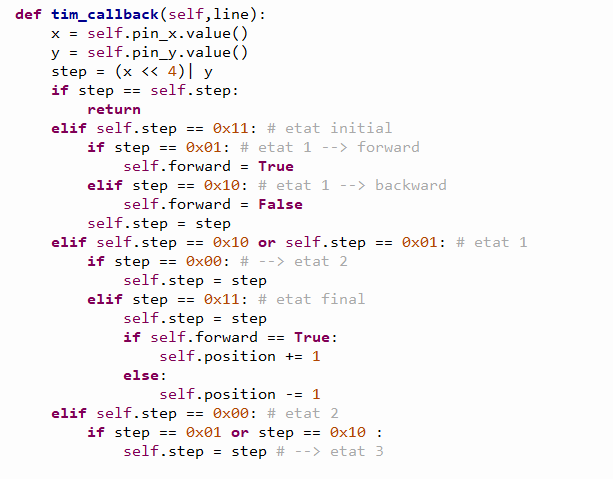 def tim_callback(self,line):
    x = self.pin_x.value()
    y = self.pin_y.value()
    step = (x << 4)| y
    if step == self.step:
        return
    elif self.step == 0x11: # etat initial
        if step == 0x01: # etat 1 --> forward
            self.forward = True
        elif step == 0x10: # etat 1 --> backward
            self.forward = False
        self.step = step
    elif self.step == 0x10 or self.step == 0x01: # etat 1
        if step == 0x00: # --> etat 2
            self.step = step
        elif step == 0x11: # etat final
            self.step = step
            if self.forward == True:
                self.position += 1
            else:
                self.position -= 1
    elif self.step == 0x00: # etat 2
        if step == 0x01 or step == 0x10 :
            self.step = step # --> etat 3